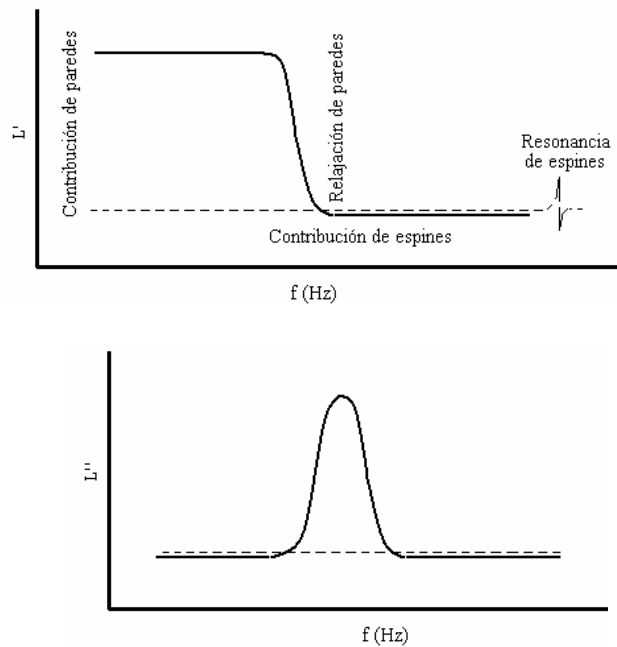 L'
Contribución de paredes
Relajación de paredes
Resonancia
de espines
Contribución de espines
f (Hz)
L''
f (Hz)